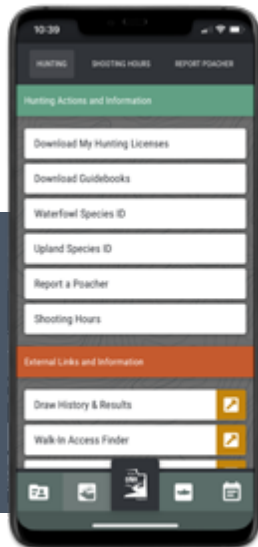 10:39
HUNTING SHOOTING HOURS REPORT POACHER
Hunting Actions and Information
Download My Hunting Licenses
Download Guidebooks
Waterfowl Species ID
Upland Species ID
Report a Poacher
Shooting Hours
External Links and Information
Draw History & Results
Walk-In Access Finder